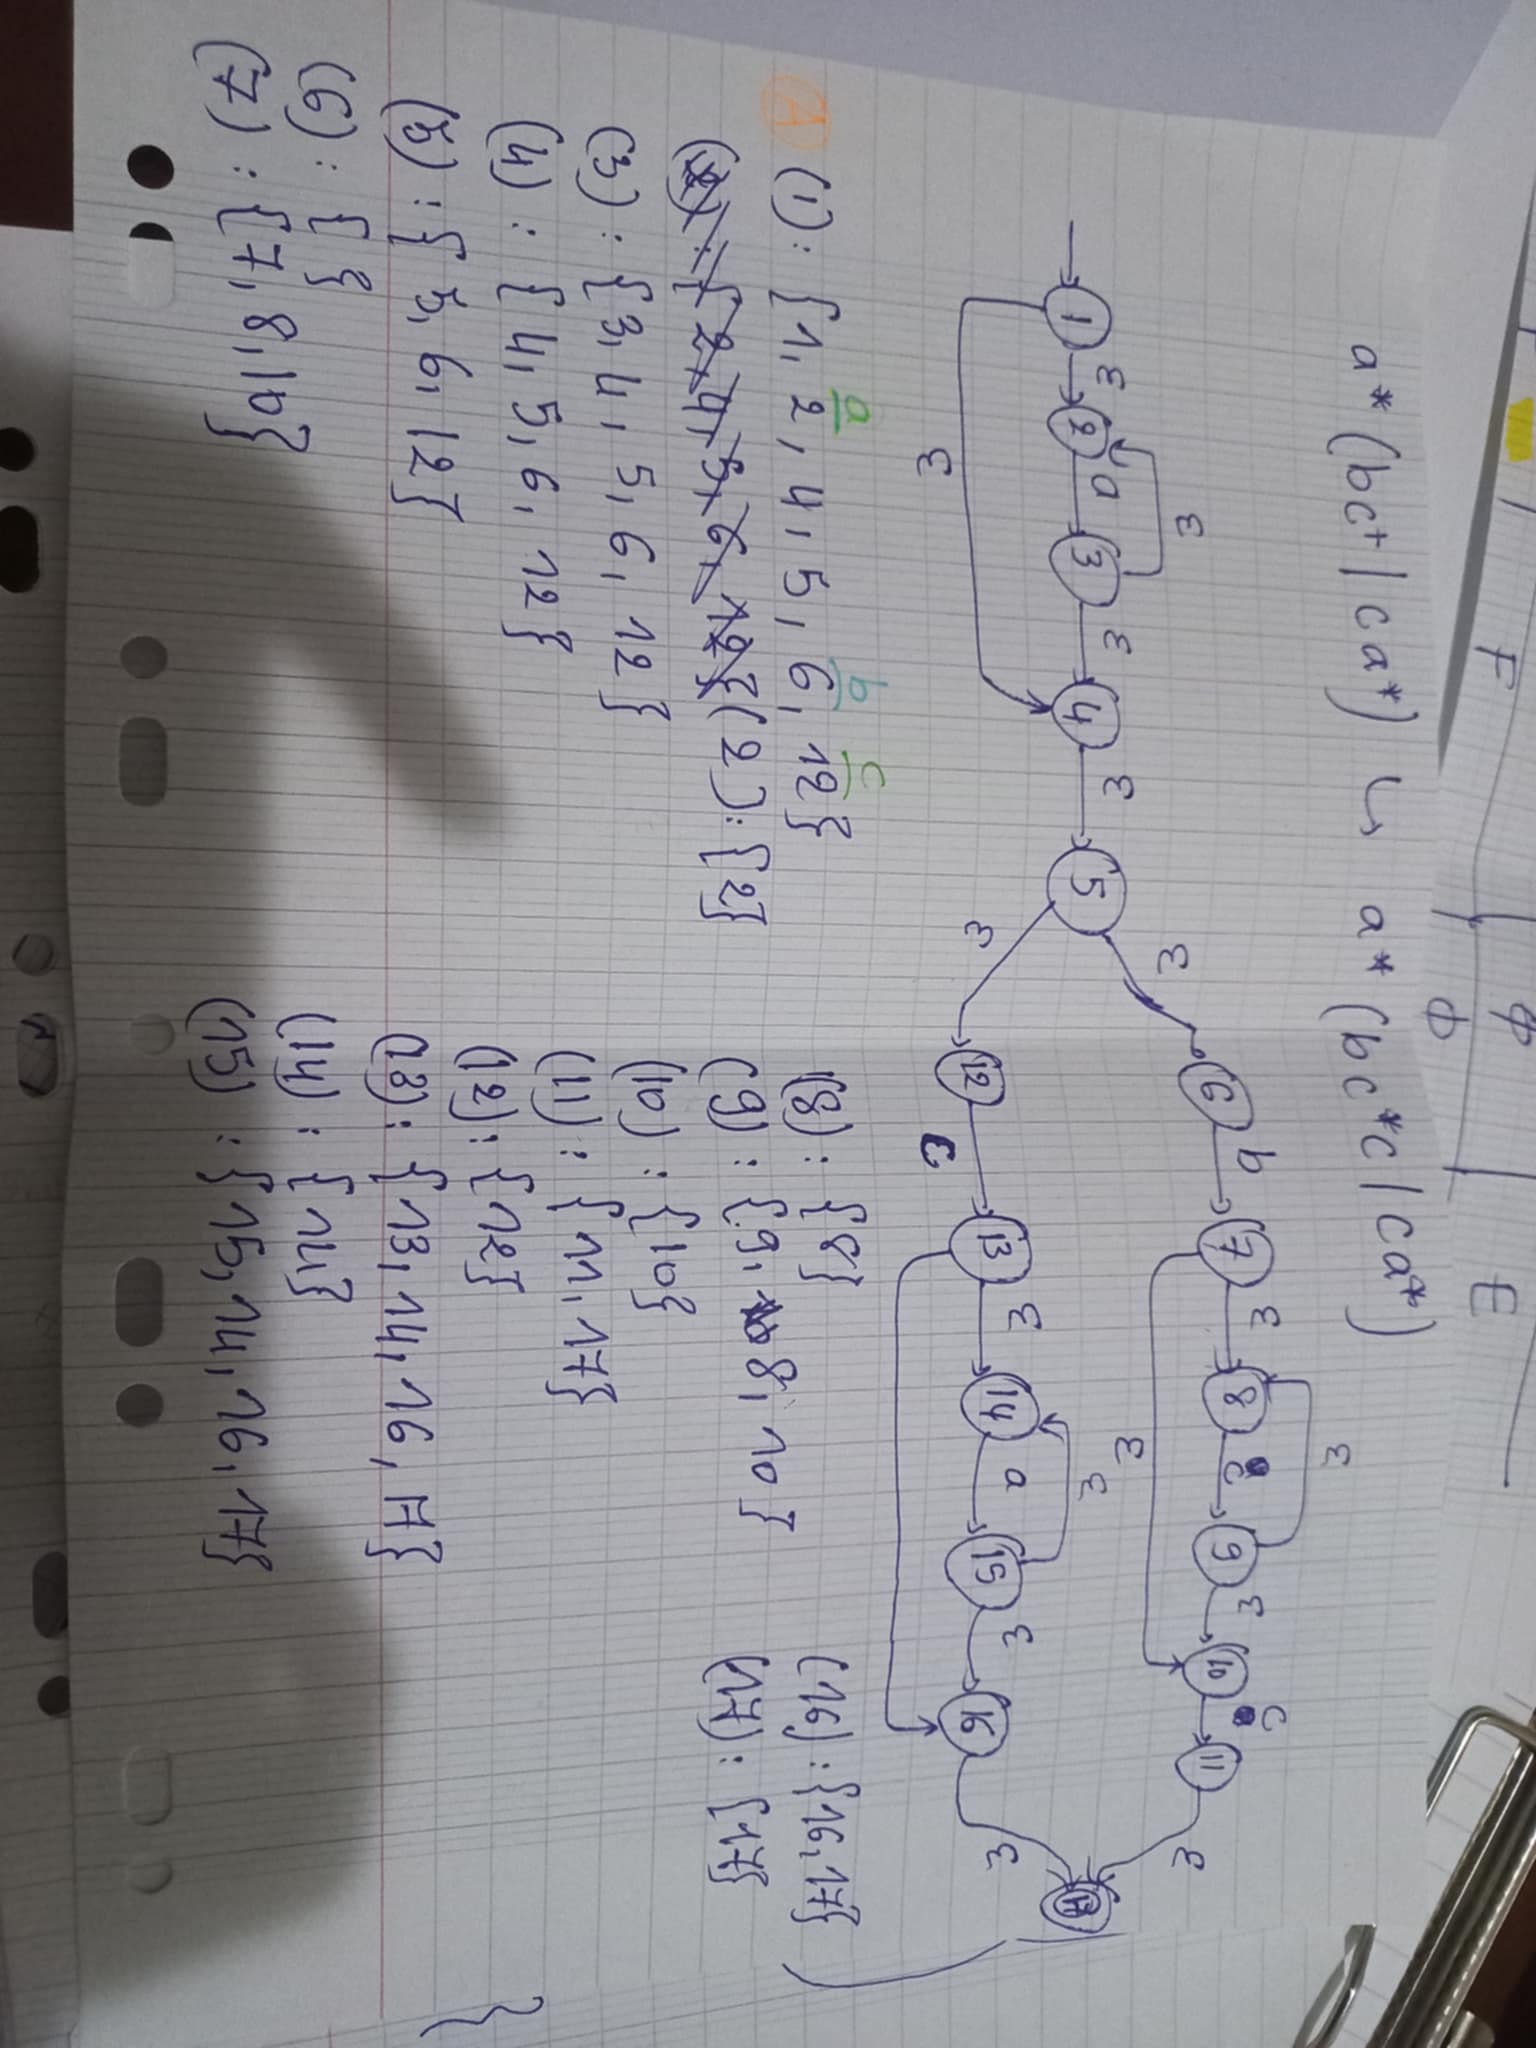 F E
φ
φ
a* (bc+ | ca*) ↳ a* (bc*c | ca*)
ε ε ε ε
1 ε 2 a 3 ε 4 ε 5
ε 6 b 7 ε 8 c 9 ε 10 c 11 ε
ε 12 c 13 ε 14 a 15 ε 16 ε 17
ε ε
a b c
A (1): {1, 2, 4, 5, 6, 12}
(2): {2, 4, 5, 6, 12} (2): {2}
(3): {3, 4, 5, 6, 12}
(4): {4, 5, 6, 12}
(5): {5, 6, 12}
(6): {6}
(7): {7, 8, 10}
(8): {8}
(9): {9, 8, 10}
(10): {10}
(11): {11, 17}
(12): {12}
(13): {13, 14, 16, 17}
(14): {14}
(15): {15, 14, 16, 17}
(16): {16, 17}
(17): {17}